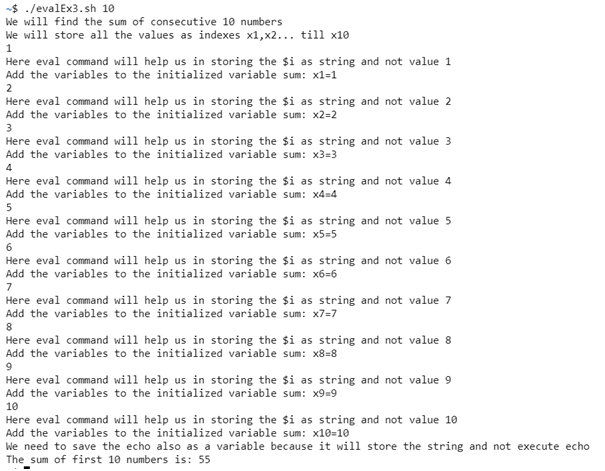 ~$ ./evalEx3.sh 10
We will find the sum of consecutive 10 numbers
We will store all the values as indexes x1,x2... till x10
1
Here eval command will help us in storing the $i as string and not value 1
Add the variables to the initialized variable sum: x1=1
2
Here eval command will help us in storing the $i as string and not value 2
Add the variables to the initialized variable sum: x2=2
3
Here eval command will help us in storing the $i as string and not value 3
Add the variables to the initialized variable sum: x3=3
4
Here eval command will help us in storing the $i as string and not value 4
Add the variables to the initialized variable sum: x4=4
5
Here eval command will help us in storing the $i as string and not value 5
Add the variables to the initialized variable sum: x5=5
6
Here eval command will help us in storing the $i as string and not value 6
Add the variables to the initialized variable sum: x6=6
7
Here eval command will help us in storing the $i as string and not value 7
Add the variables to the initialized variable sum: x7=7
8
Here eval command will help us in storing the $i as string and not value 8
Add the variables to the initialized variable sum: x8=8
9
Here eval command will help us in storing the $i as string and not value 9
Add the variables to the initialized variable sum: x9=9
10
Here eval command will help us in storing the $i as string and not value 10
Add the variables to the initialized variable sum: x10=10
We need to save the echo also as a variable because it will store the string and not execute echo
The sum of first 10 numbers is: 55